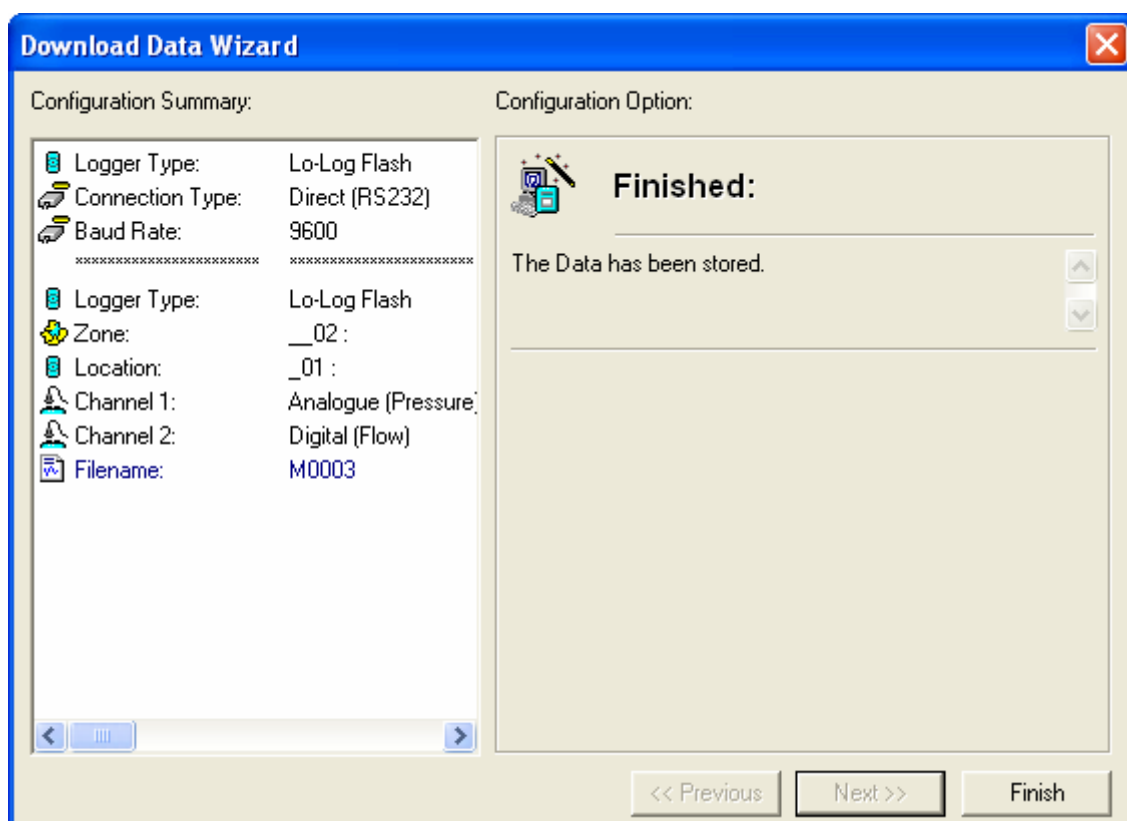 Download Data Wizard
Configuration Summary:
Configuration Option:
Logger Type: Lo-Log Flash
Connection Type: Direct (RS232)
Baud Rate: 9600
*********************** ***********************
Logger Type: Lo-Log Flash
Zone: __02 :
Location: _01 :
Channel 1: Analogue (Pressure)
Channel 2: Digital (Flow)
Filename: M0003
Finished:
The Data has been stored.
<< Previous
Next >>
Finish